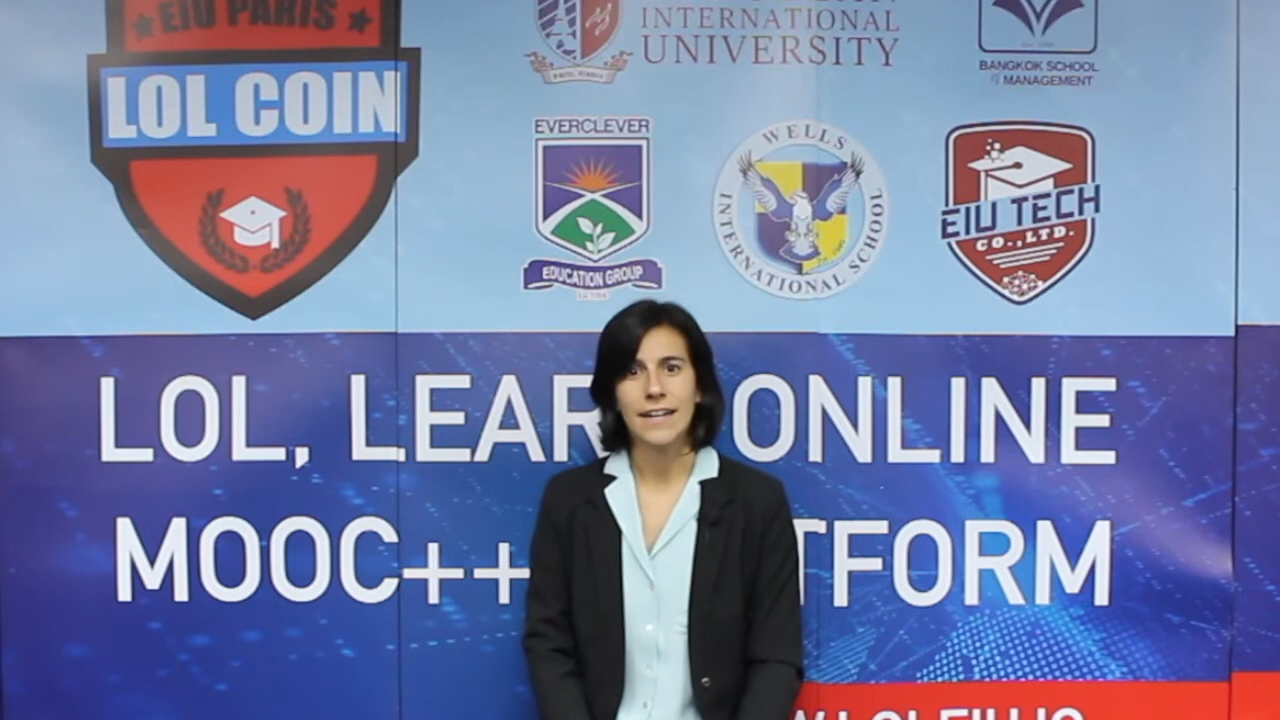 EIU PARIS
LOL COIN
INTERNATIONAL
UNIVERSITY
BANGKOK SCHOOL
of MANAGEMENT
EVERCLEVER
EDUCATION GROUP
WELLS
INTERNATIONAL SCHOOL
EIU TECH
CO.,LTD.
LOL, LEAR ONLINE
MOOC++ TFORM